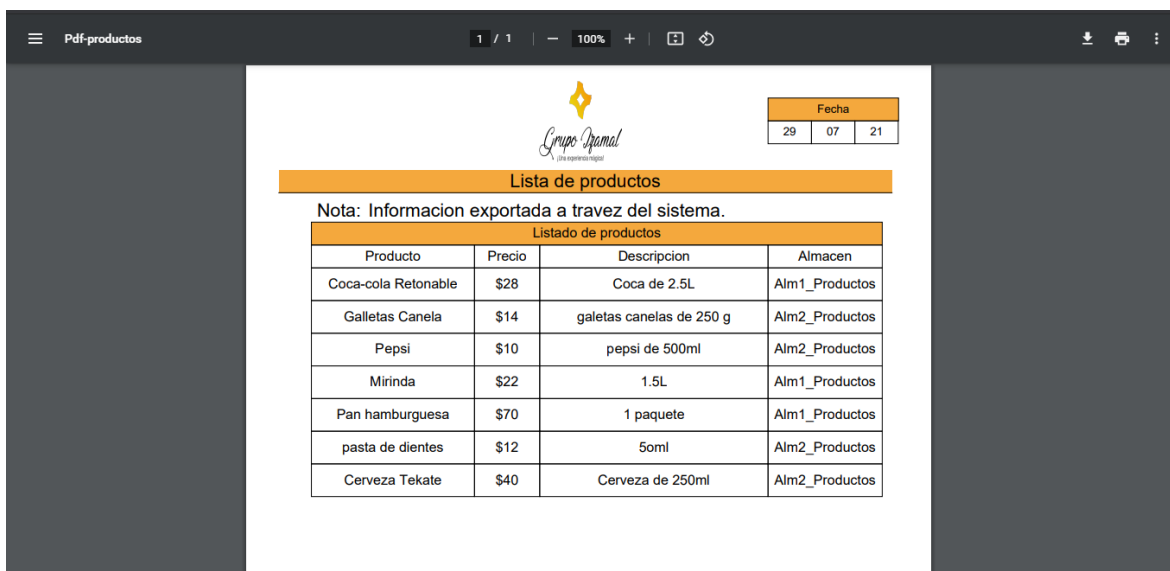 Pdf-productos 1 / 1 100%
Fecha
29 07 21
Grupo Izamal
¡Una experiencia mágica!
Lista de productos
Nota: Informacion exportada a travez del sistema.
Listado de productos
Producto Precio Descripcion Almacen
Coca-cola Retonable $28 Coca de 2.5L Alm1_Productos
Galletas Canela $14 galetas canelas de 250 g Alm2_Productos
Pepsi $10 pepsi de 500ml Alm2_Productos
Mirinda $22 1.5L Alm1_Productos
Pan hamburguesa $70 1 paquete Alm1_Productos
pasta de dientes $12 5oml Alm2_Productos
Cerveza Tekate $40 Cerveza de 250ml Alm2_Productos